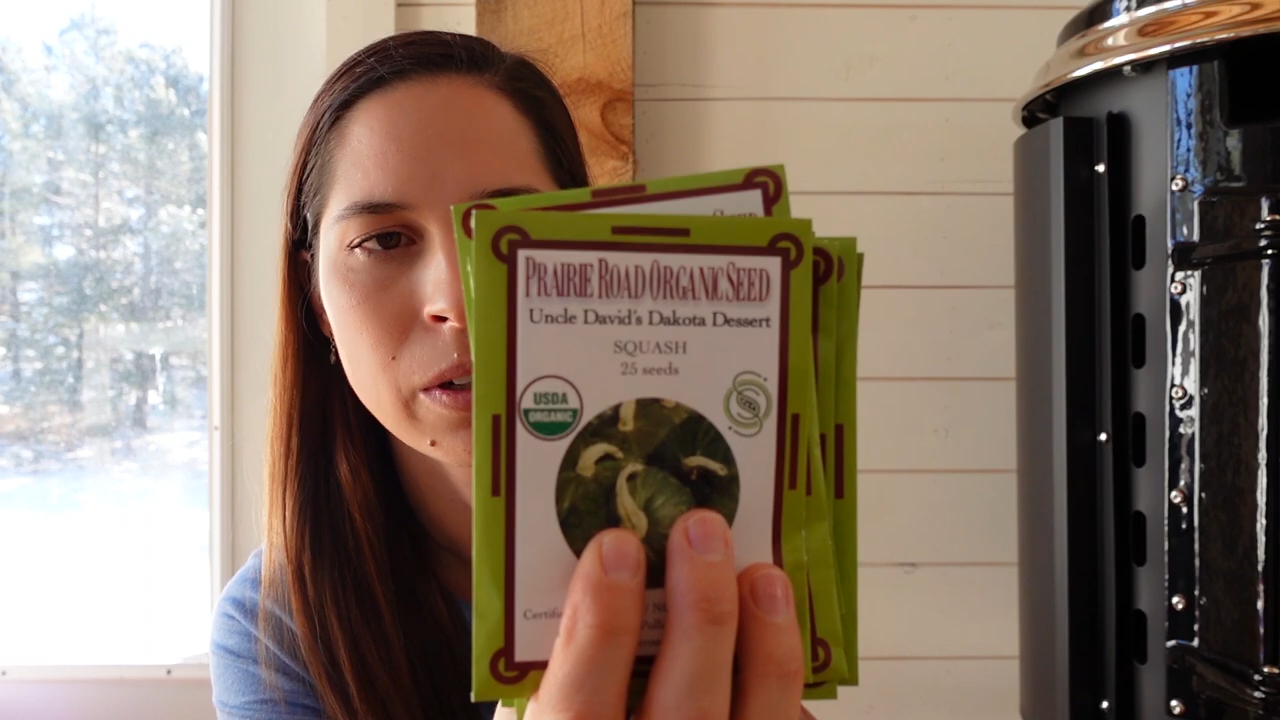 PRAIRIE ROAD ORGANIC SEED
Uncle David's Dakota Dessert
SQUASH
25 seeds
USDA
ORGANIC